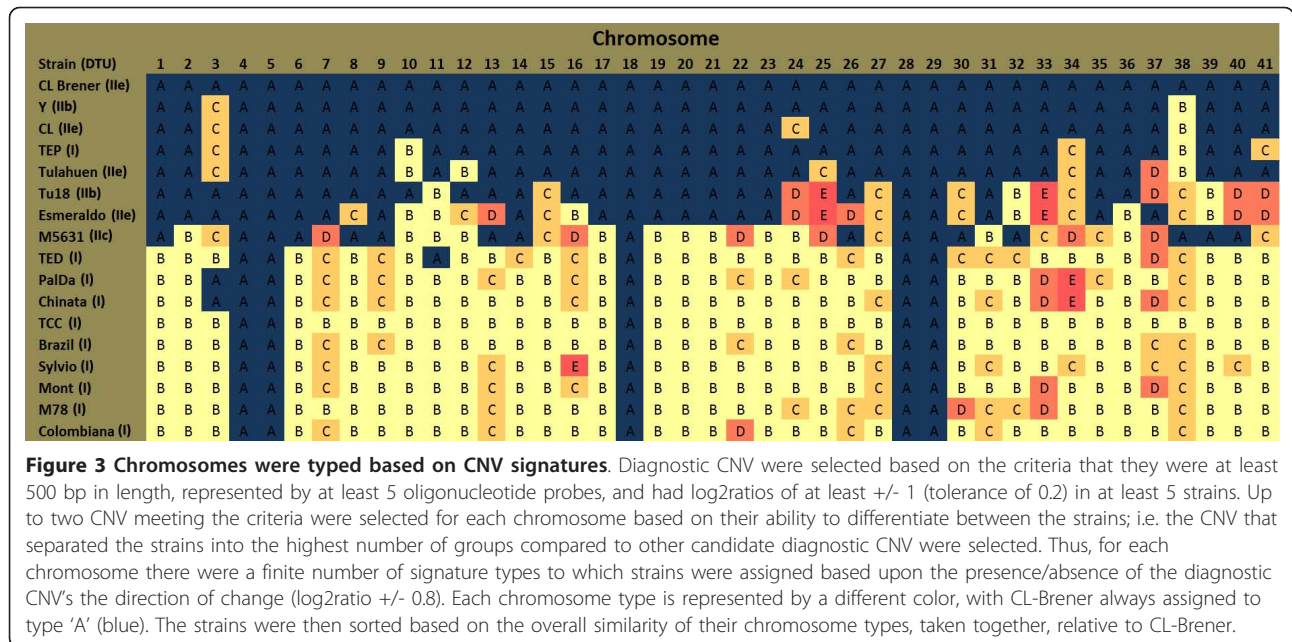 Chromosome
Strain (DTU) 1 2 3 4 5 6 7 8 9 10 11 12 13 14 15 16 17 18 19 20 21 22 23 24 25 26 27 28 29 30 31 32 33 34 35 36 37 38 39 40 41
CL Brener (IIe) A A A A A A A A A A A A A A A A A A A A A A A A A A A A A A A A A A A A A A A A A
Y (IIb) A A C A A A A A A A A A A A A A A A A A A A A A A A A A A A A A A A A A A B A A A
CL (IIe) A A C A A A A A A A A A A A A A A A A A A A A C A A A A A A A A A A A A A B A A A
TEP (I) A A C A A A A A A B A A A A A A A A A A A A A A A A A A A A A A A C A A A B A A C
Tulahuen (IIe) A A C A A A A A A B A B A A A A A A A A A A A A C A A A A A A A A C A A D B A A A
Tu18 (IIb) A A A A A A A A A A B A A A C A A A A A A A A D E A C A A C A B E C A A D C B D D
Esmeraldo (IIe) A A A A A A A C A B B C D A C B A A A A A A A D E D C A A C A B E C A B A C B D D
M5631 (IIc) A B C A A A D A A B B B A A C D B A B B B D B B D A C A A A B A C D C B D A A A C
TED (I) B B B A A B C B C B A B B C B C B A B B B B B B B C B A A C C C B B B B D C B B B
PalDa (I) B B A A A B C B C B B B C B B C B A B B B C B C B B B A A B B B D E C B B C B B B
Chinata (I) B B A A A B C B C B B B B B B C B A B B B B B B B B C A A B C B D E B B D C B B B
TCC (I) B B B A A B B B B B B B B B B B B A B B B B B B B B B A A B B B B B B B B B B B B
Brazil (I) B B B A A B C B C B B B B B B B B A B B B C B B B C B A A B B B B B B B C C B B B
Sylvio (I) B B B A A B C B B B B B C B B E B A B B B B B B B B C A A B C B B C B B C C B C B
Mont (I) B B B A A B C B B B B B C B B C B A B B B B B B B B C A A B B B D B B B D C B B B
M78 (I) B B B A A B B B B B B B C B B B B A B B B B B C B C C A A D C C D B B B B C B B B
Colombiana (I) B B B A A B C B B B B B C B B B B A B B B D B B B C B A A B C B B B B B B C B B B
Figure 3 Chromosomes were typed based on CNV signatures. Diagnostic CNV were selected based on the criteria that they were at least
500 bp in length, represented by at least 5 oligonucleotide probes, and had log2ratios of at least +/- 1 (tolerance of 0.2) in at least 5 strains. Up
to two CNV meeting the criteria were selected for each chromosome based on their ability to differentiate between the strains; i.e. the CNV that
separated the strains into the highest number of groups compared to other candidate diagnostic CNV were selected. Thus, for each
chromosome there were a finite number of signature types to which strains were assigned based upon the presence/absence of the diagnostic
CNV's the direction of change (log2ratio +/- 0.8). Each chromosome type is represented by a different color, with CL-Brener always assigned to
type 'A' (blue). The strains were then sorted based on the overall similarity of their chromosome types, taken together, relative to CL-Brener.